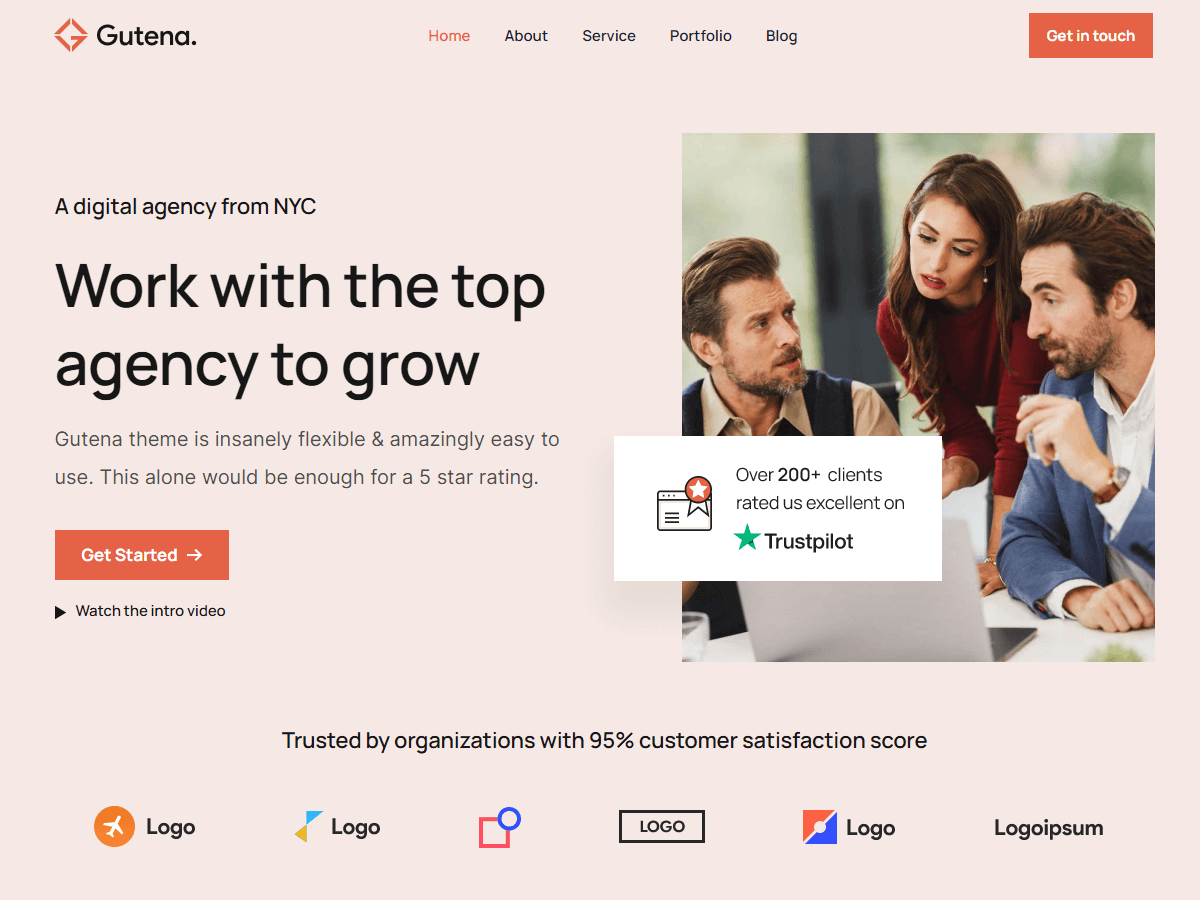 Gutena.
Home About Service Portfolio Blog
Get in touch
A digital agency from NYC
Work with the top
agency to grow
Gutena theme is insanely flexible & amazingly easy to
use. This alone would be enough for a 5 star rating.
Get Started →
Watch the intro video
Over 200+ clients
rated us excellent on
Trustpilot
Trusted by organizations with 95% customer satisfaction score
Logo
Logo
LOGO
Logo
Logoipsum